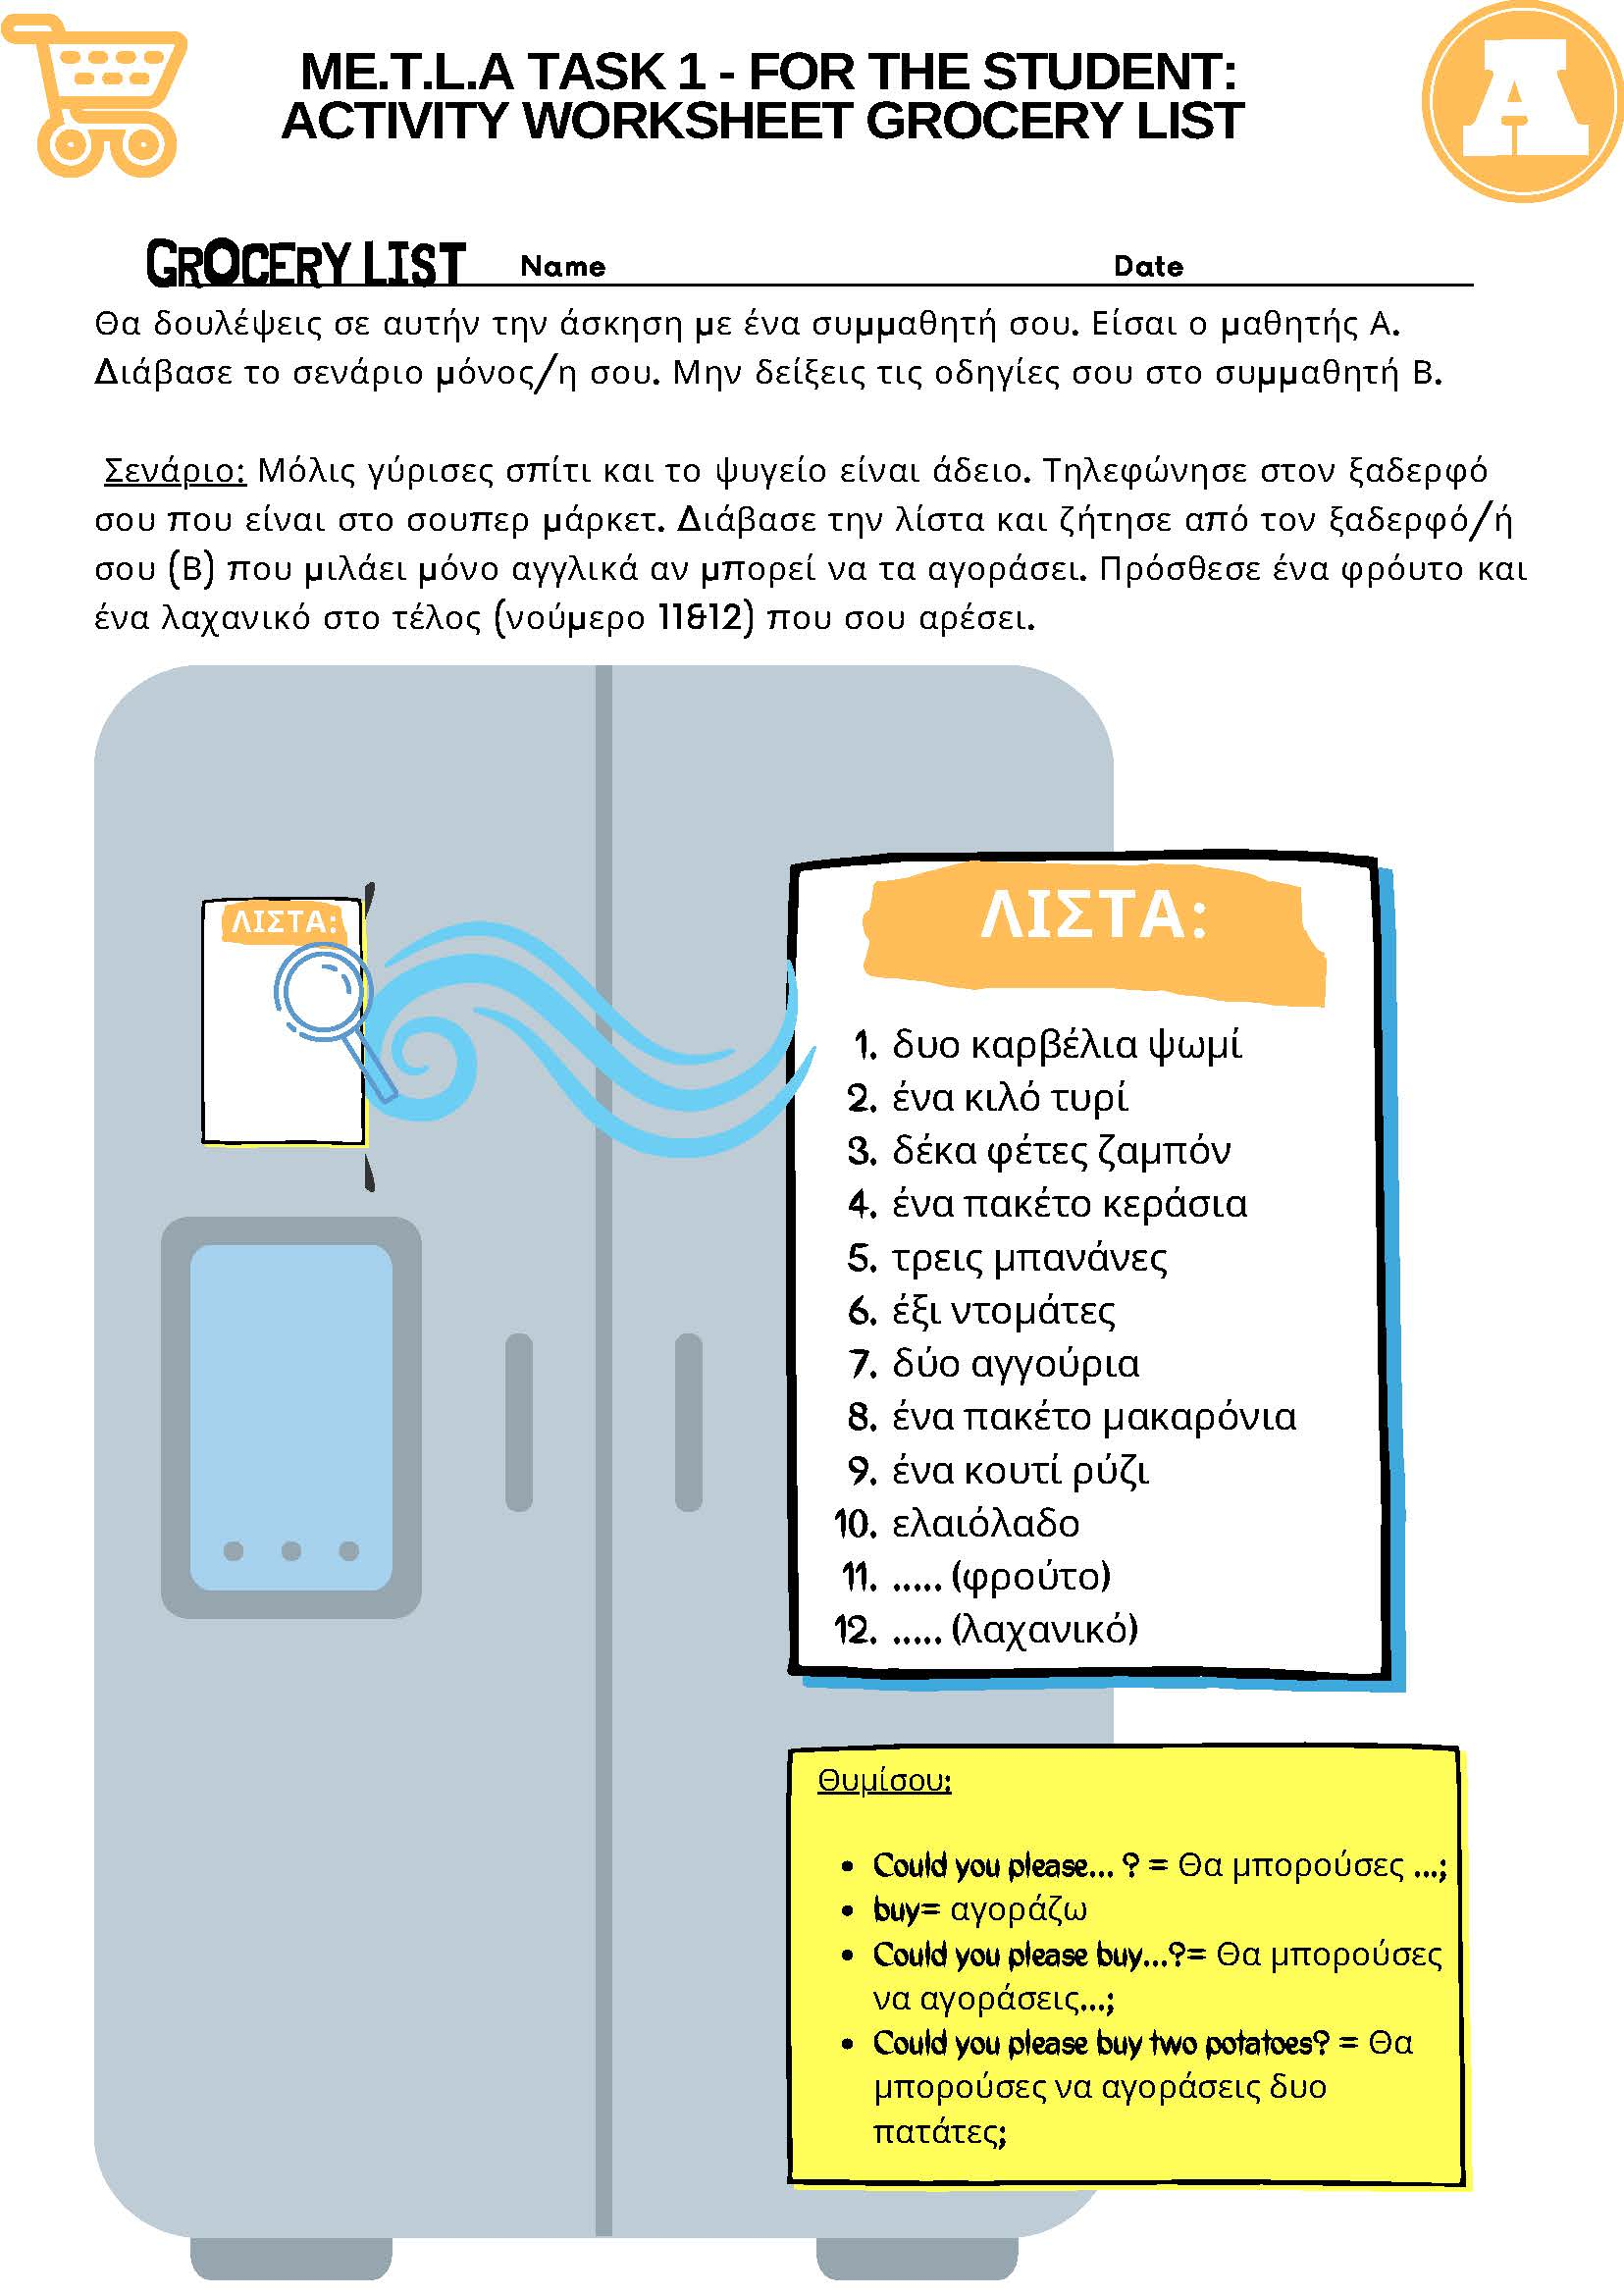 ME.T.L.A TASK 1 - FOR THE STUDENT:
ACTIVITY WORKSHEET GROCERY LIST
A
GROCERY LIST Name Date
Θα δουλέψεις σε αυτήν την άσκηση με ένα συμμαθητή σου. Είσαι ο μαθητής Α.
Διάβασε το σενάριο μόνος/η σου. Μην δείξεις τις οδηγίες σου στο συμμαθητή Β.
Σενάριο: Μόλις γύρισες σπίτι και το ψυγείο είναι άδειο. Τηλεφώνησε στον ξαδερφό
σου που είναι στο σουπερ μάρκετ. Διάβασε την λίστα και ζήτησε από τον ξαδερφό/ή
σου (Β) που μιλάει μόνο αγγλικά αν μπορεί να τα αγοράσει. Πρόσθεσε ένα φρόυτο και
ένα λαχανικό στο τέλος (νούμερο 11&12) που σου αρέσει.
ΛΙΣΤΑ:
ΛΙΣΤΑ:
1. δυο καρβέλια ψωμί
2. ένα κιλό τυρί
3. δέκα φέτες ζαμπόν
4. ένα πακέτο κεράσια
5. τρεις μπανάνες
6. έξι ντομάτες
7. δύο αγγούρια
8. ένα πακέτο μακαρόνια
9. ένα κουτί ρύζι
10. ελαιόλαδο
11. ..... (φρούτο)
12. ..... (λαχανικό)
Θυμίσου:
• Could you please... ? = Θα μπορούσες ...;
• buy= αγοράζω
• Could you please buy...?= Θα μπορούσες
να αγοράσεις...;
• Could you please buy two potatoes? = Θα
μπορούσες να αγοράσεις δυο
πατάτες;